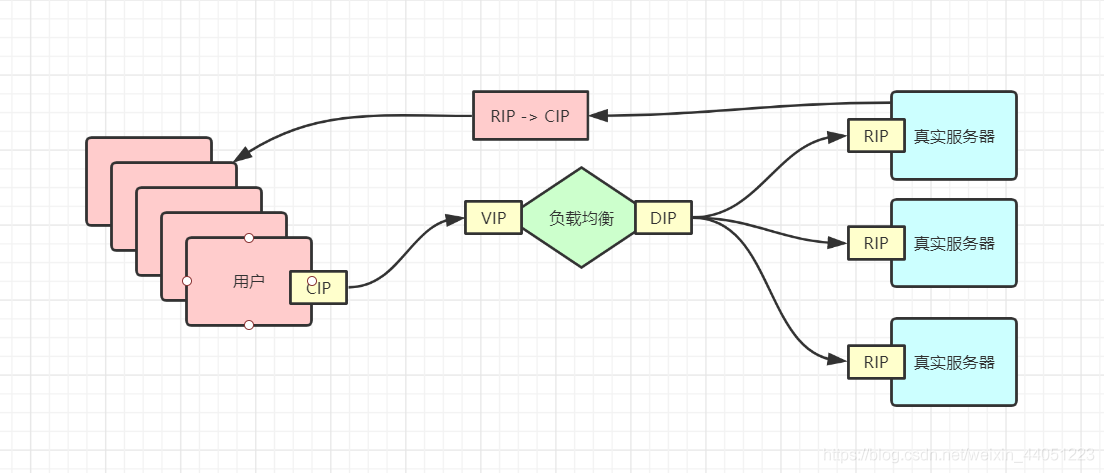 RIP -> CIP
RIP
真实服务器
VIP
负载均衡
DIP
RIP
真实服务器
用户
CIP
RIP
真实服务器
https://blog.csdn.net/weixin_44051223